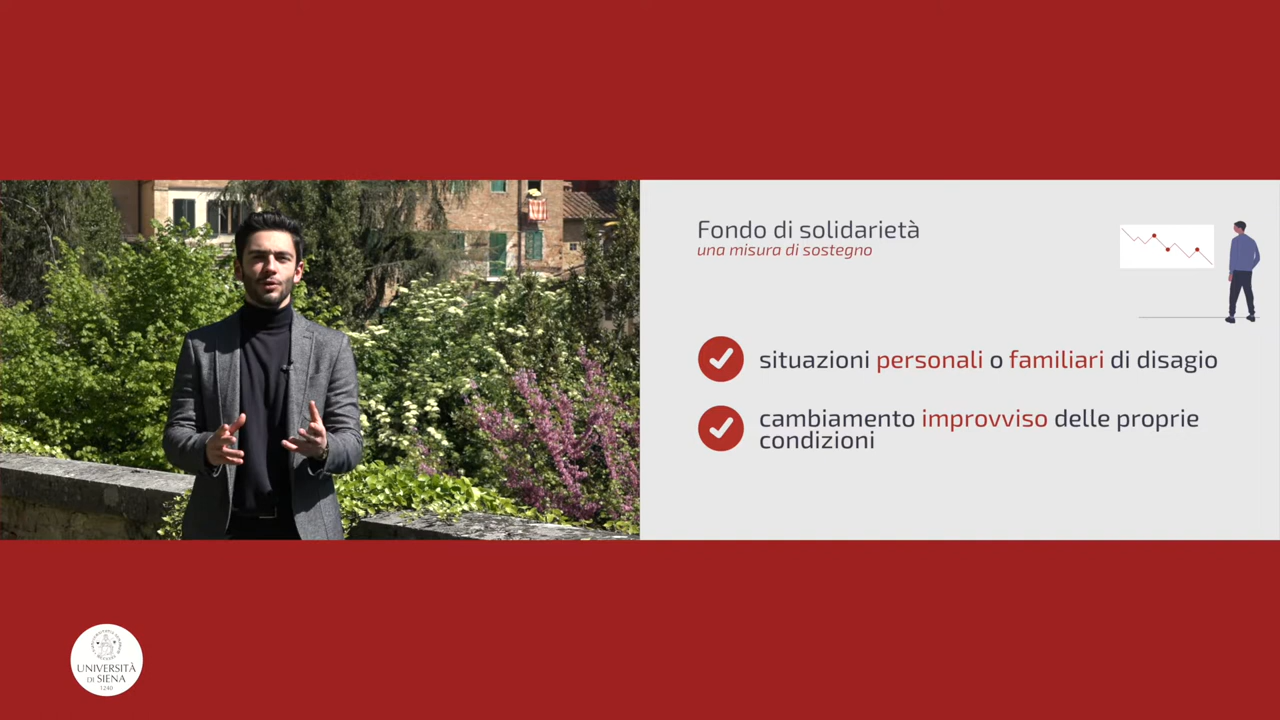 Fondo di solidarietà
una misura di sostegno
situazioni personali o familiari di disagio
cambiamento improvviso delle proprie
condizioni
UNIVERSITÀ
DI SIENA
1240